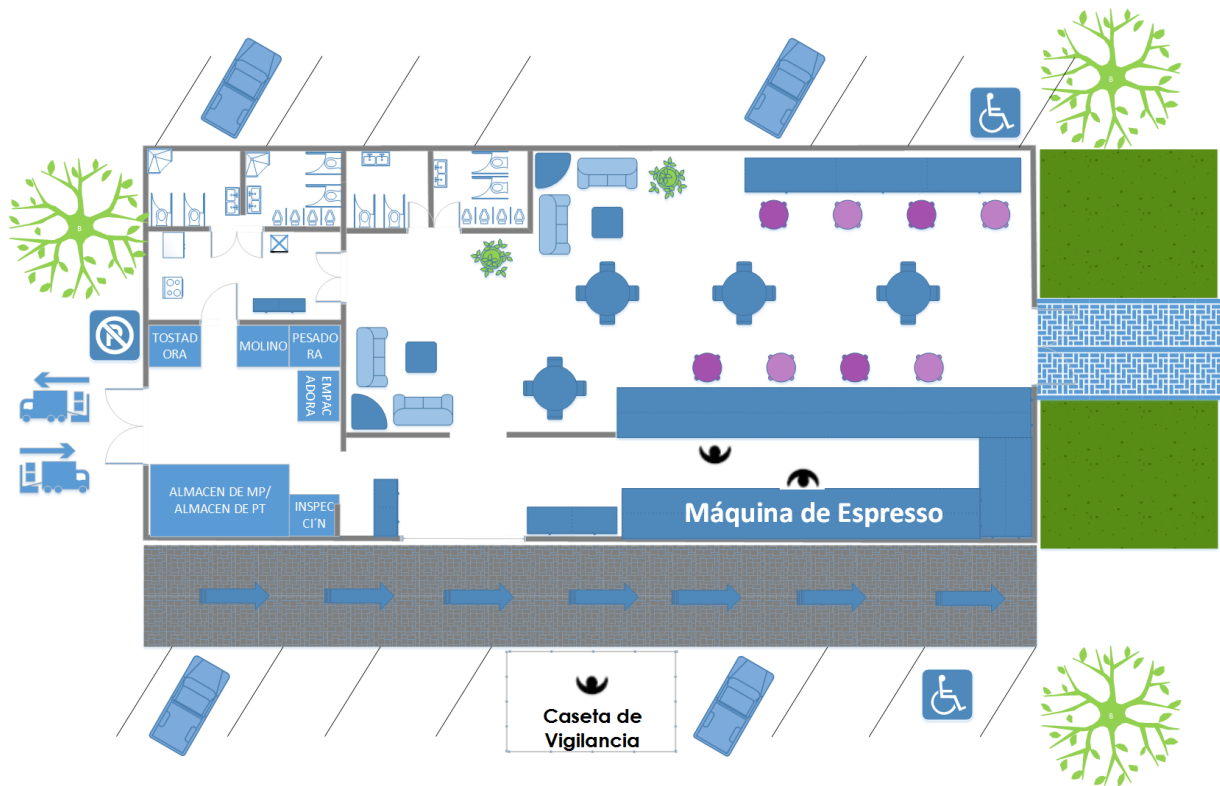 B
B
TOSTAD
ORA
MOLINO
PESADO
RA
EMPAC
ADORA
ALMACEN DE MP/
ALMACEN DE PT
INSPEC
CI´N
Máquina de Espresso
Caseta de
Vigilancia
B